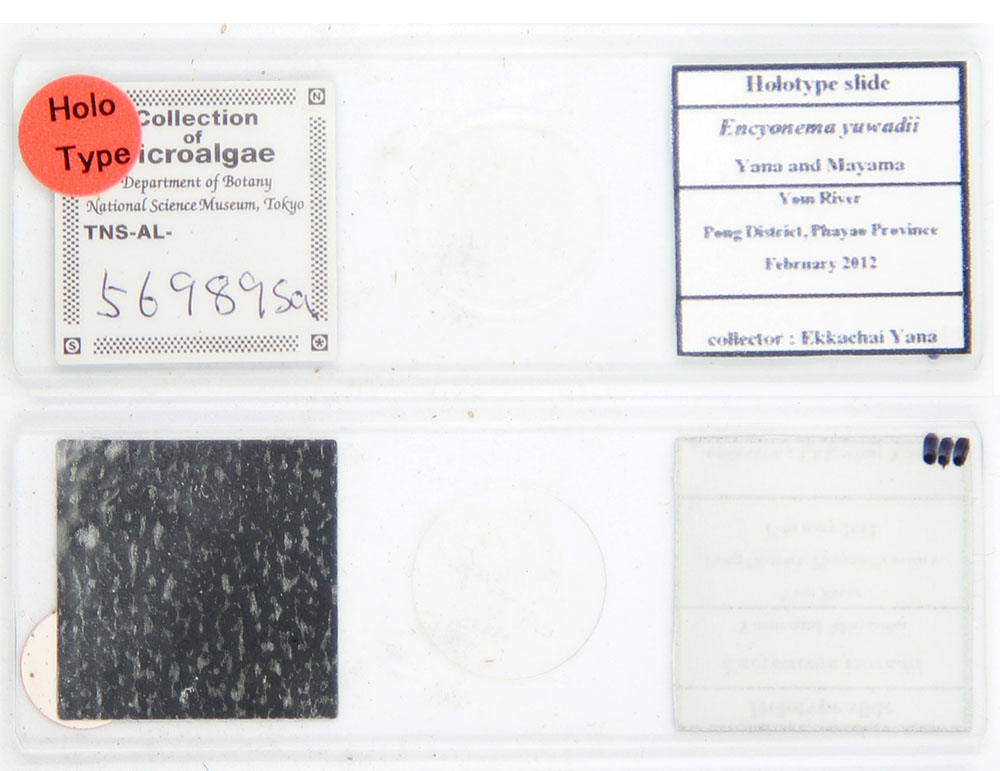 Holo
Type
Collection
of
icroalgae
Department of Botany
National Science Museum, Tokyo
TNS-AL-
56989sa
N
S
*
Holotype slide
Encyonema yuwadii
Yana and Mayama
Yom River
Pong District, Phayao Province
February 2012
collector : Ekkachai Yana